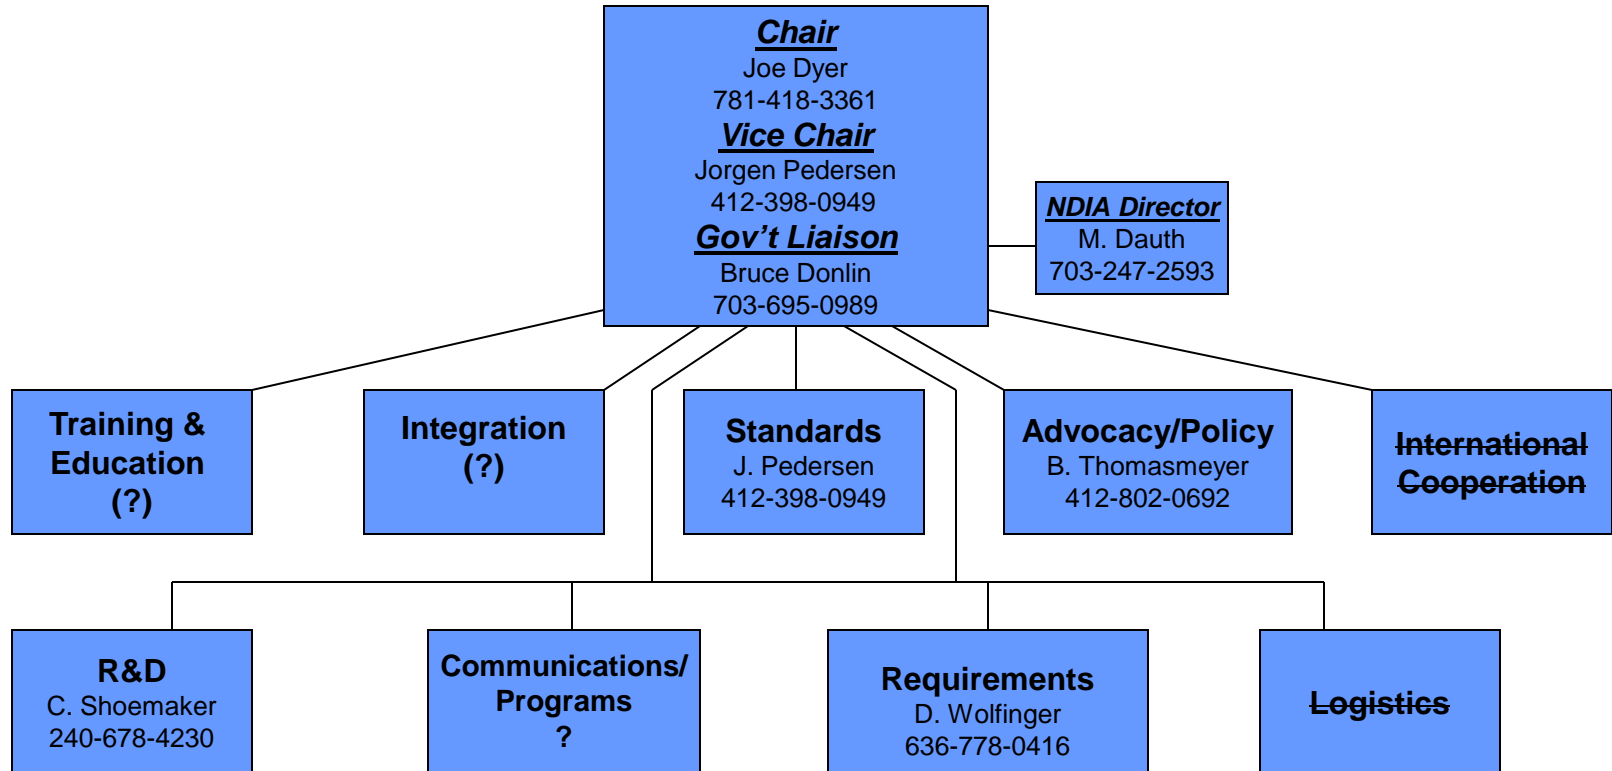 Chair
Joe Dyer
781-418-3361
Vice Chair
Jorgen Pedersen
412-398-0949
Gov't Liaison
Bruce Donlin
703-695-0989
NDIA Director
M. Dauth
703-247-2593
Training &
Education
(?)
Integration
(?)
Standards
J. Pedersen
412-398-0949
Advocacy/Policy
B. Thomasmeyer
412-802-0692
International
Cooperation
R&D
C. Shoemaker
240-678-4230
Communications/
Programs
?
Requirements
D. Wolfinger
636-778-0416
Logistics